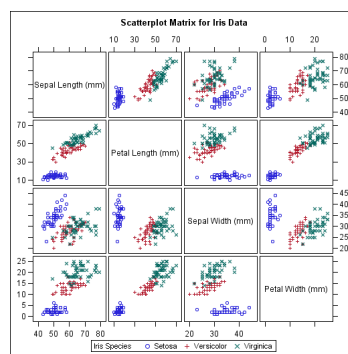 Scatterplot Matrix for Iris Data
10 30 50 70
0 10 20
Sepal Length (mm)
80
70
60
50
40
70
50
30
10
Petal Length (mm)
Sepal Width (mm)
45
40
35
30
25
20
25
20
15
10
5
0
Petal Width (mm)
40 50 60 70 80
20 30 40
Iris Species Setosa Versicolor Virginica